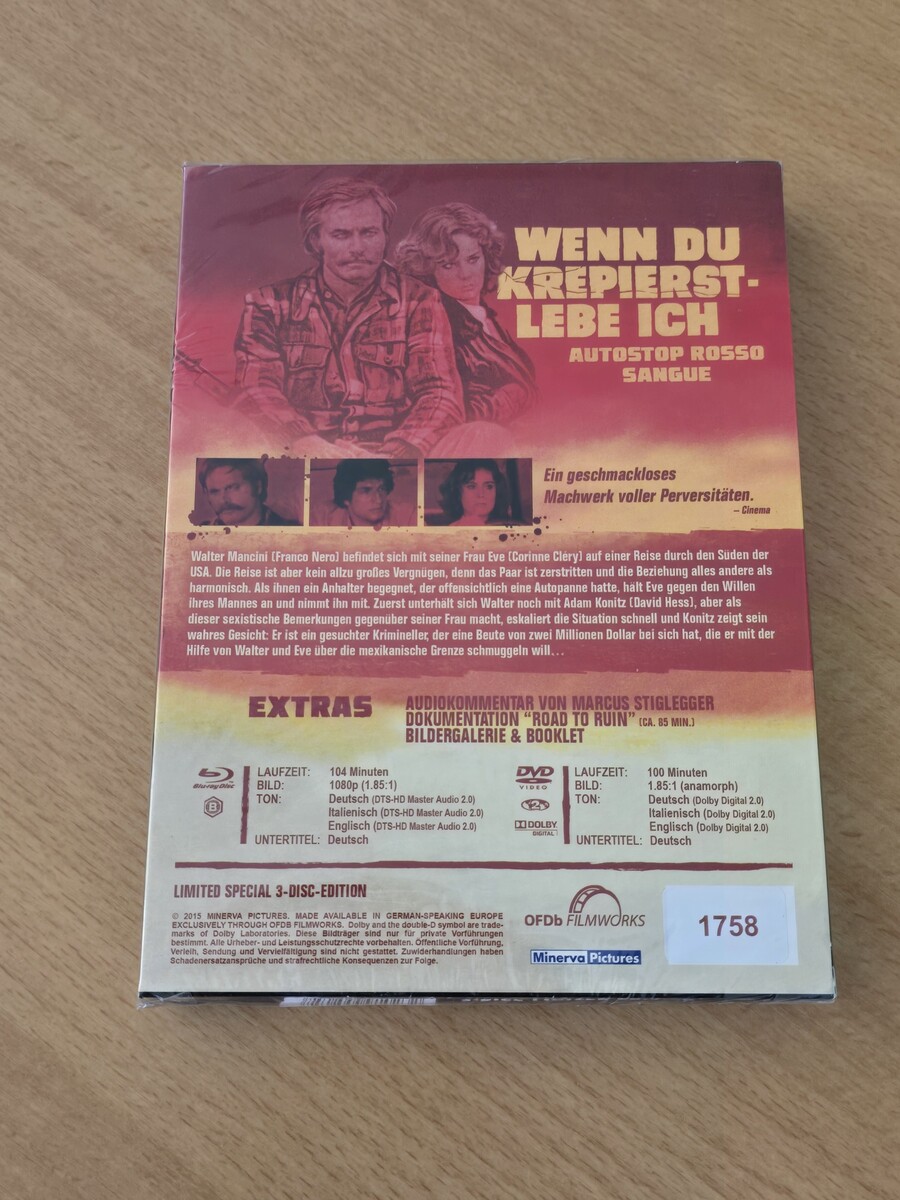 WENN DU
KREPIERST-
LEBE ICH
AUTOSTOP ROSSO
SANGUE
Ein geschmackloses
Machwerk voller Perversitäten.
– Cinema
Walter Mancini (Franco Nero) befindet sich mit seiner Frau Eve (Corinne Cléry) auf einer Reise durch den Süden der
USA. Die Reise ist aber kein allzu großes Vergnügen, denn das Paar ist zerstritten und die Beziehung alles andere als
harmonisch. Als ihnen ein Anhalter begegnet, der offensichtlich eine Autopanne hatte, hält Eve gegen den Willen
ihres Mannes an und nimmt ihn mit. Zuerst unterhält sich Walter noch mit Adam Konitz (David Hess), aber als
dieser sexistische Bemerkungen gegenüber seiner Frau macht, eskaliert die Situation schnell und Konitz zeigt sein
wahres Gesicht: Er ist ein gesuchter Krimineller, der eine Beute von zwei Millionen Dollar bei sich hat, die er mit der
Hilfe von Walter und Eve über die mexikanische Grenze schmuggeln will...
EXTRAS
AUDIOKOMMENTAR VON MARCUS STIGLEGGER
DOKUMENTATION "ROAD TO RUIN" (CA. 85 MIN.)
BILDERGALERIE & BOOKLET
Blu-ray Disc
B
LAUFZEIT: 104 Minuten
BILD: 1080p (1.85:1)
TON: Deutsch (DTS-HD Master Audio 2.0)
Italienisch (DTS-HD Master Audio 2.0)
Englisch (DTS-HD Master Audio 2.0)
UNTERTITEL: Deutsch
DVD
VIDEO
2
DOLBY
DIGITAL
LAUFZEIT: 100 Minuten
BILD: 1.85:1 (anamorph)
TON: Deutsch (Dolby Digital 2.0)
Italienisch (Dolby Digital 2.0)
Englisch (Dolby Digital 2.0)
UNTERTITEL: Deutsch
LIMITED SPECIAL 3-DISC-EDITION
© 2015 MINERVA PICTURES. MADE AVAILABLE IN GERMAN-SPEAKING EUROPE
EXCLUSIVELY THROUGH OFDB FILMWORKS. Dolby and the double-D symbol are trade-
marks of Dolby Laboratories. Diese Bildträger sind nur für private Vorführungen
bestimmt. Alle Urheber- und Leistungsschutzrechte vorbehalten. Öffentliche Vorführung,
Verleih, Sendung und Vervielfältigung sind nicht gestattet. Zuwiderhandlungen haben
Schadenersatzansprüche und strafrechtliche Konsequenzen zur Folge.
OFDb FILMWORKS
Minerva Pictures
1758